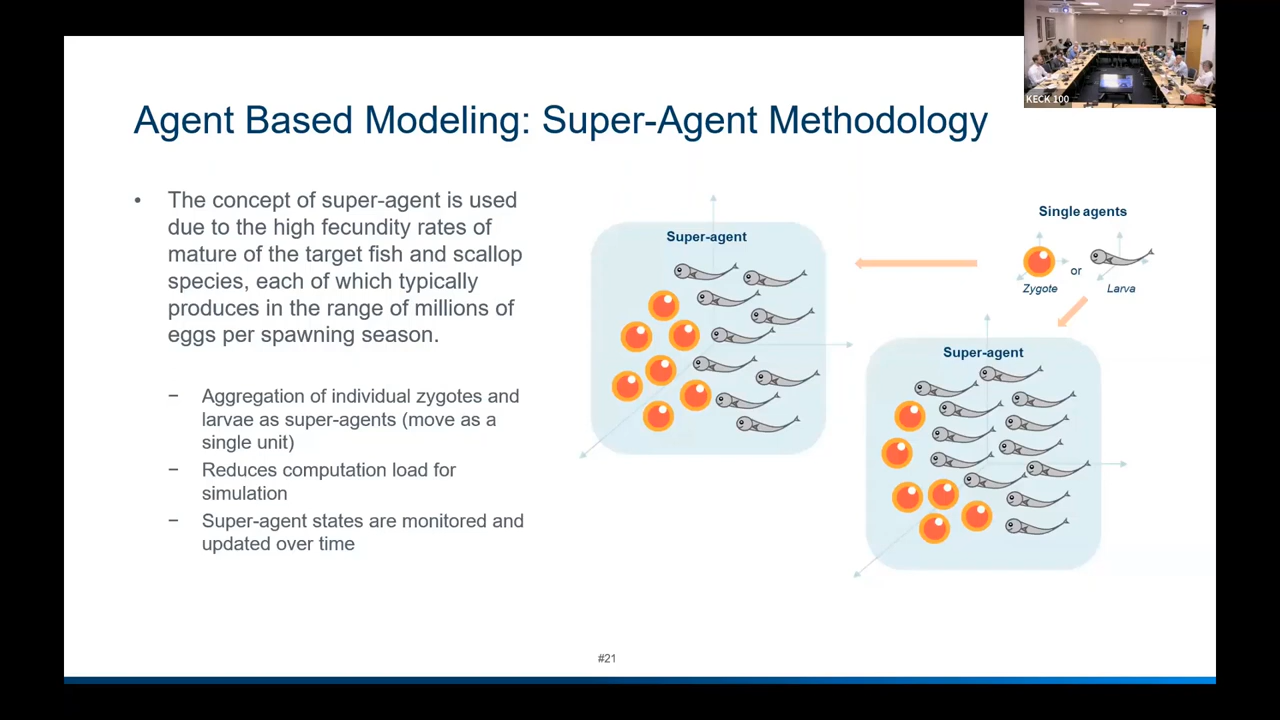 KECK 100
Agent Based Modeling: Super-Agent Methodology
• The concept of super-agent is used
due to the high fecundity rates of
mature of the target fish and scallop
species, each of which typically
produces in the range of millions of
eggs per spawning season.
− Aggregation of individual zygotes and
larvae as super-agents (move as a
single unit)
− Reduces computation load for
simulation
− Super-agent states are monitored and
updated over time
Super-agent
Single agents
or
Zygote
Larva
Super-agent
#21